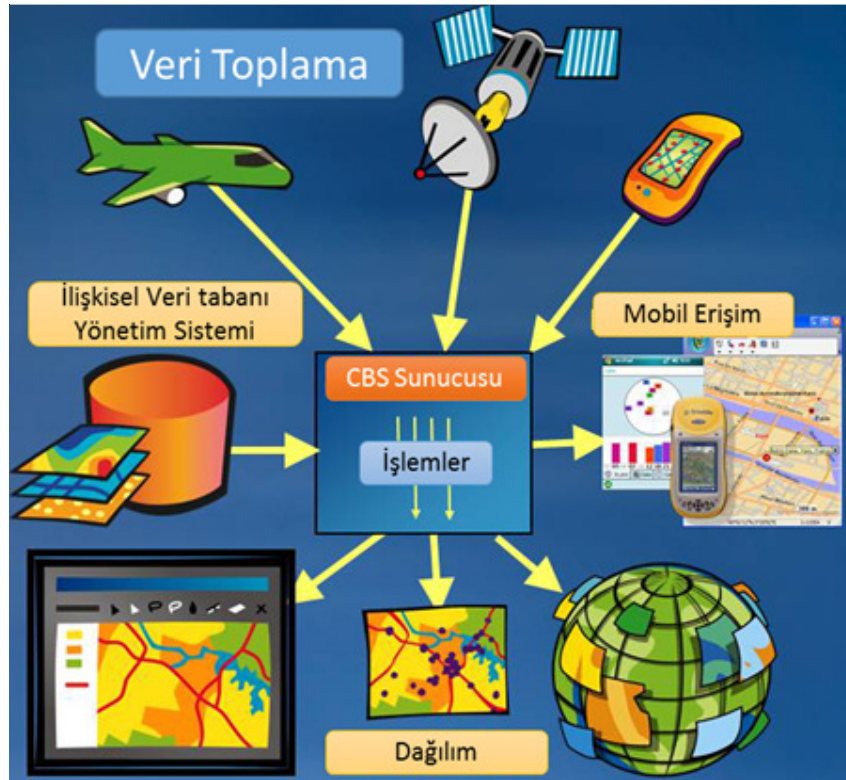 Veri Toplama
İlişkisel Veri tabanı
Yönetim Sistemi
Mobil Erişim
CBS Sunucusu
İşlemler
Dağılım